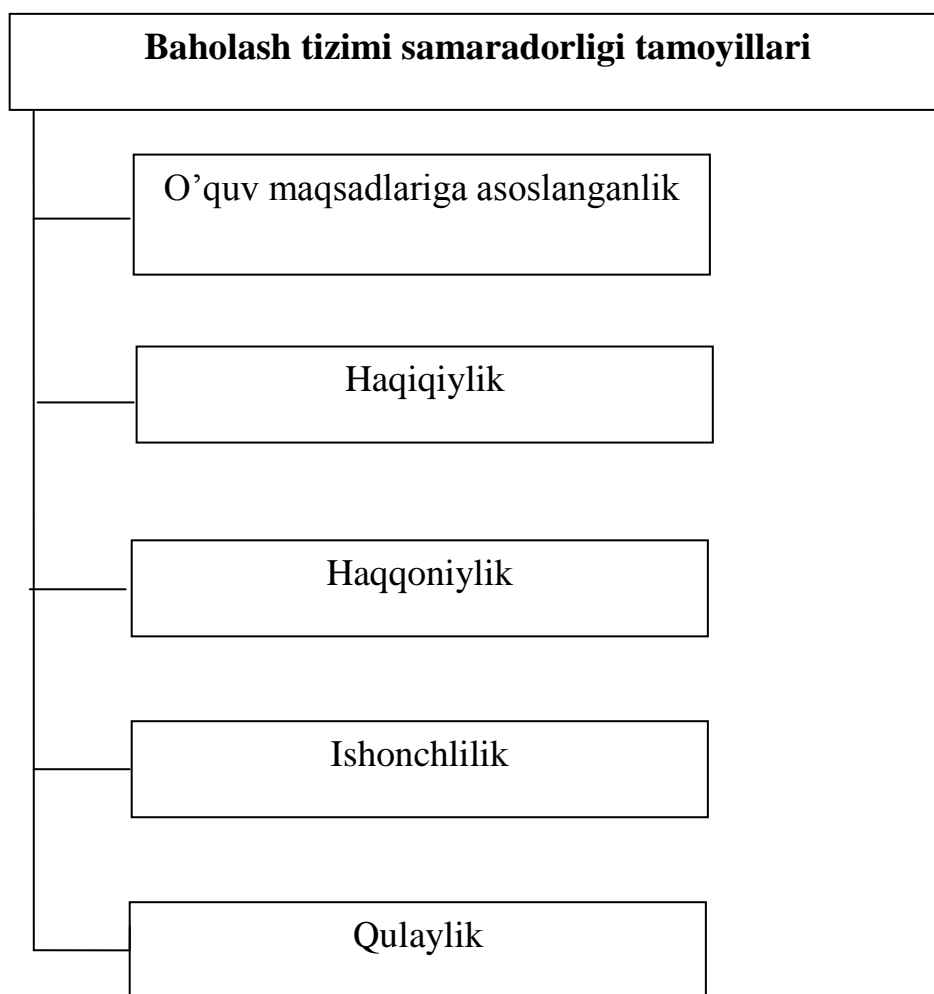 Baholash tizimi samaradorligi tamoyillari
O’quv maqsadlariga asoslanganlik
Haqiqiylik
Haqqoniylik
Ishonchlilik
Qulaylik